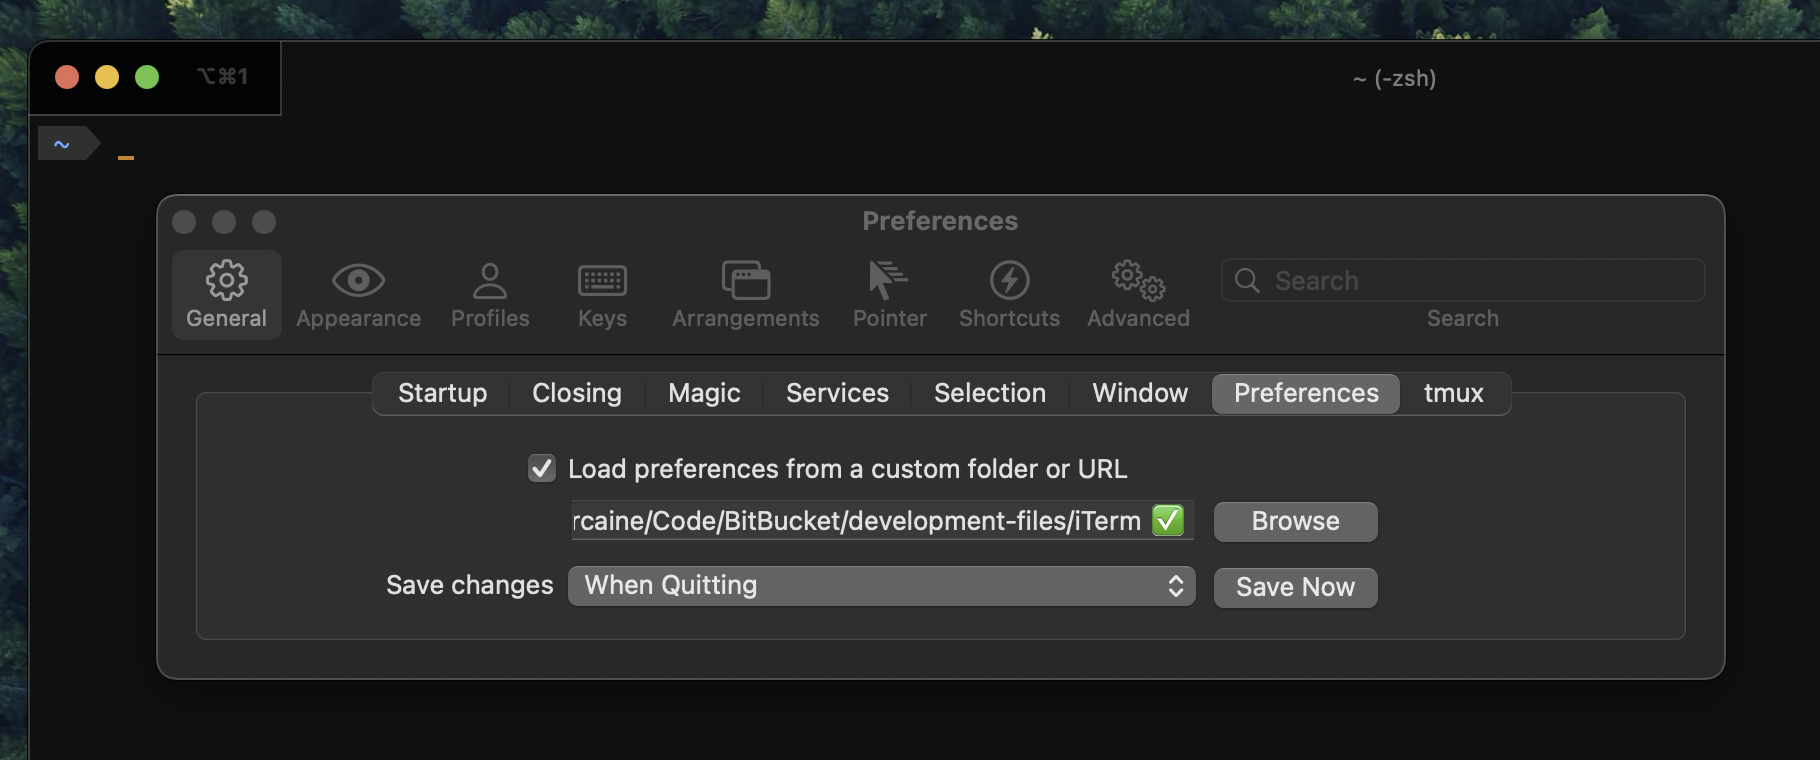 ⌥⌘1
~ (-zsh)
~
Preferences
General Appearance Profiles Keys Arrangements Pointer Shortcuts Advanced Search
Search
Startup Closing Magic Services Selection Window Preferences tmux
Load preferences from a custom folder or URL
rcaine/Code/BitBucket/development-files/iTerm ✅ Browse
Save changes When Quitting Save Now